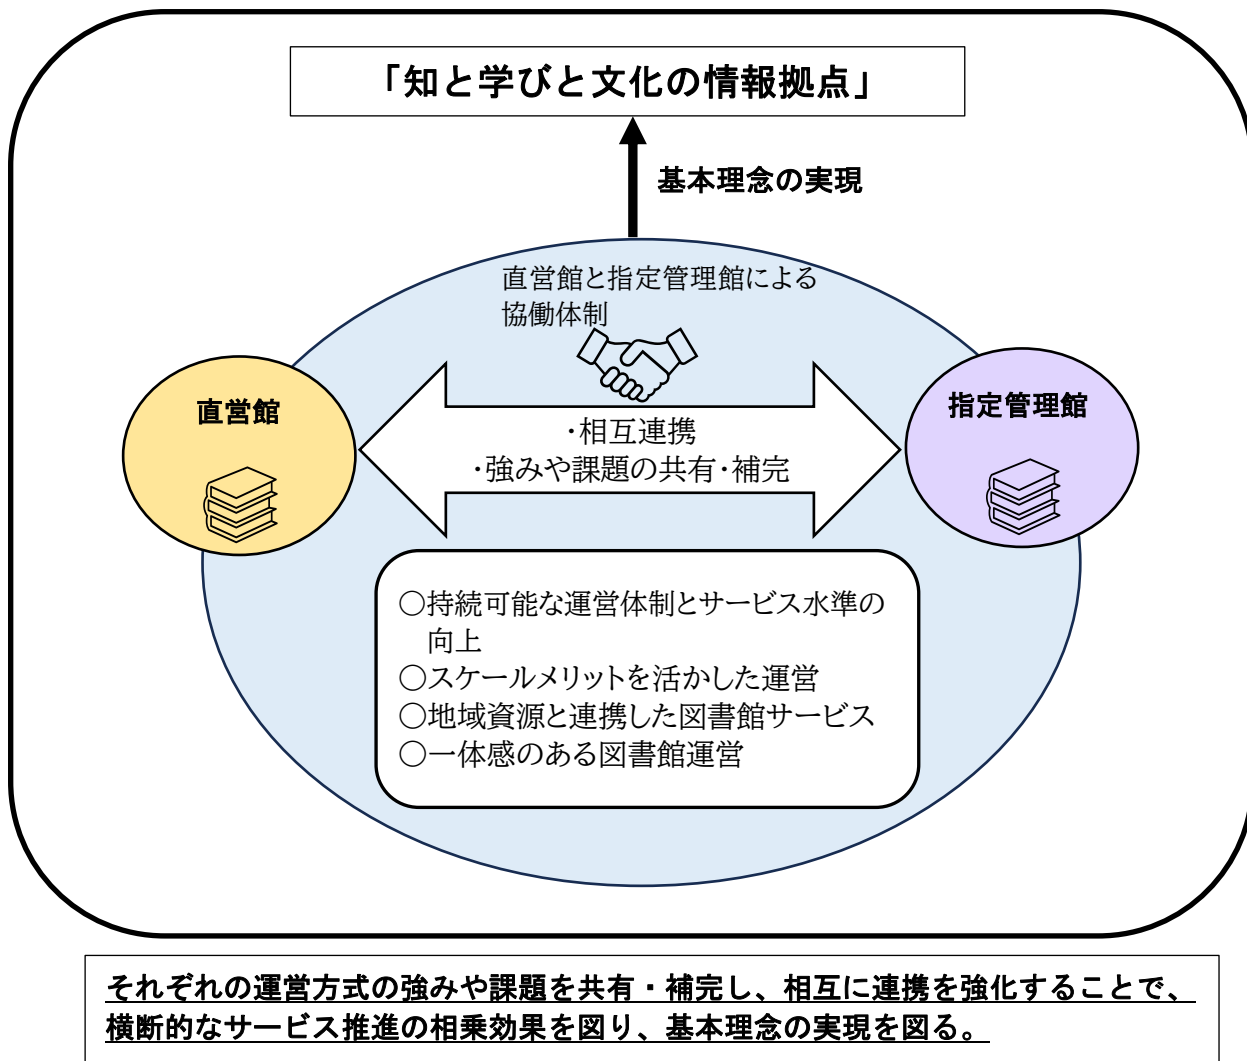 「知と学びと文化の情報拠点」
基本理念の実現
直営館と指定管理館による
協働体制
直営館
指定管理館
・相互連携
・強みや課題の共有・補完
○持続可能な運営体制とサービス水準の
向上
○スケールメリットを活かした運営
○地域資源と連携した図書館サービス
○一体感のある図書館運営
それぞれの運営方式の強みや課題を共有・補完し、相互に連携を強化することで、
横断的なサービス推進の相乗効果を図り、基本理念の実現を図る。